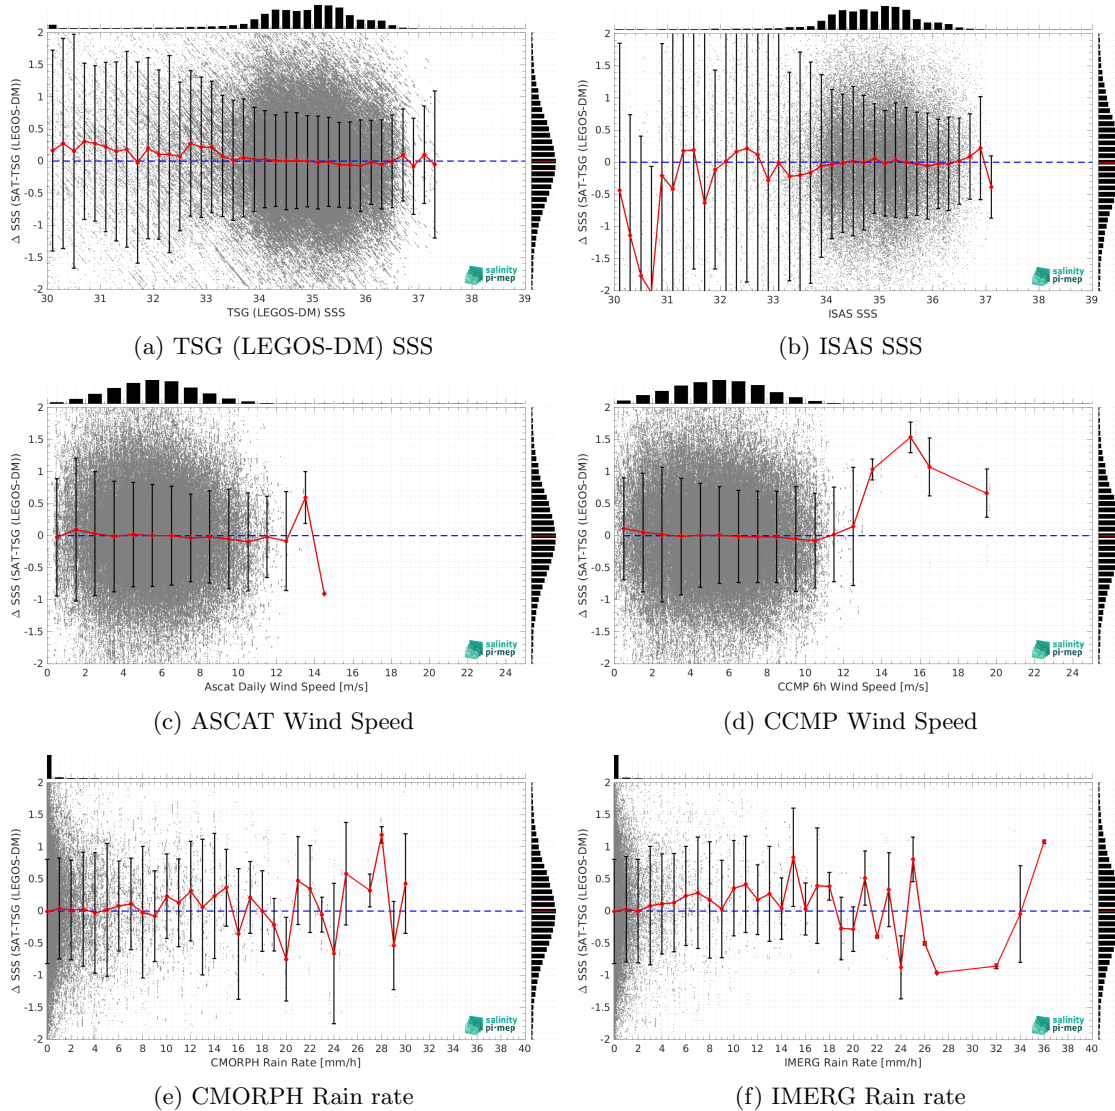 2
1.5
1
0.5
0
-0.5
-1
-1.5
-2
Δ SSS (SAT-TSG (LEGOS-DM))
30 31 32 33 34 35 36 37 38 39
TSG (LEGOS-DM) SSS
salinity
pi-mep
(a) TSG (LEGOS-DM) SSS
2
1.5
1
0.5
0
-0.5
-1
-1.5
-2
Δ SSS (SAT-TSG (LEGOS-DM))
30 31 32 33 34 35 36 37 38 39
ISAS SSS
salinity
pi-mep
(b) ISAS SSS
2
1.5
1
0.5
0
-0.5
-1
-1.5
-2
Δ SSS (SAT-TSG (LEGOS-DM))
0 2 4 6 8 10 12 14 16 18 20 22 24
Ascat Daily Wind Speed [m/s]
salinity
pi-mep
(c) ASCAT Wind Speed
2
1.5
1
0.5
0
-0.5
-1
-1.5
-2
Δ SSS (SAT-TSG (LEGOS-DM))
0 2 4 6 8 10 12 14 16 18 20 22 24
CCMP 6h Wind Speed [m/s]
salinity
pi-mep
(d) CCMP Wind Speed
2
1.5
1
0.5
0
-0.5
-1
-1.5
-2
Δ SSS (SAT-TSG (LEGOS-DM))
0 2 4 6 8 10 12 14 16 18 20 22 24 26 28 30 32 34 36 38 40
CMORPH Rain Rate [mm/h]
salinity
pi-mep
(e) CMORPH Rain rate
2
1.5
1
0.5
0
-0.5
-1
-1.5
-2
Δ SSS (SAT-TSG (LEGOS-DM))
0 2 4 6 8 10 12 14 16 18 20 22 24 26 28 30 32 34 36 38 40
IMERG Rain Rate [mm/h]
salinity
pi-mep
(f) IMERG Rain rate